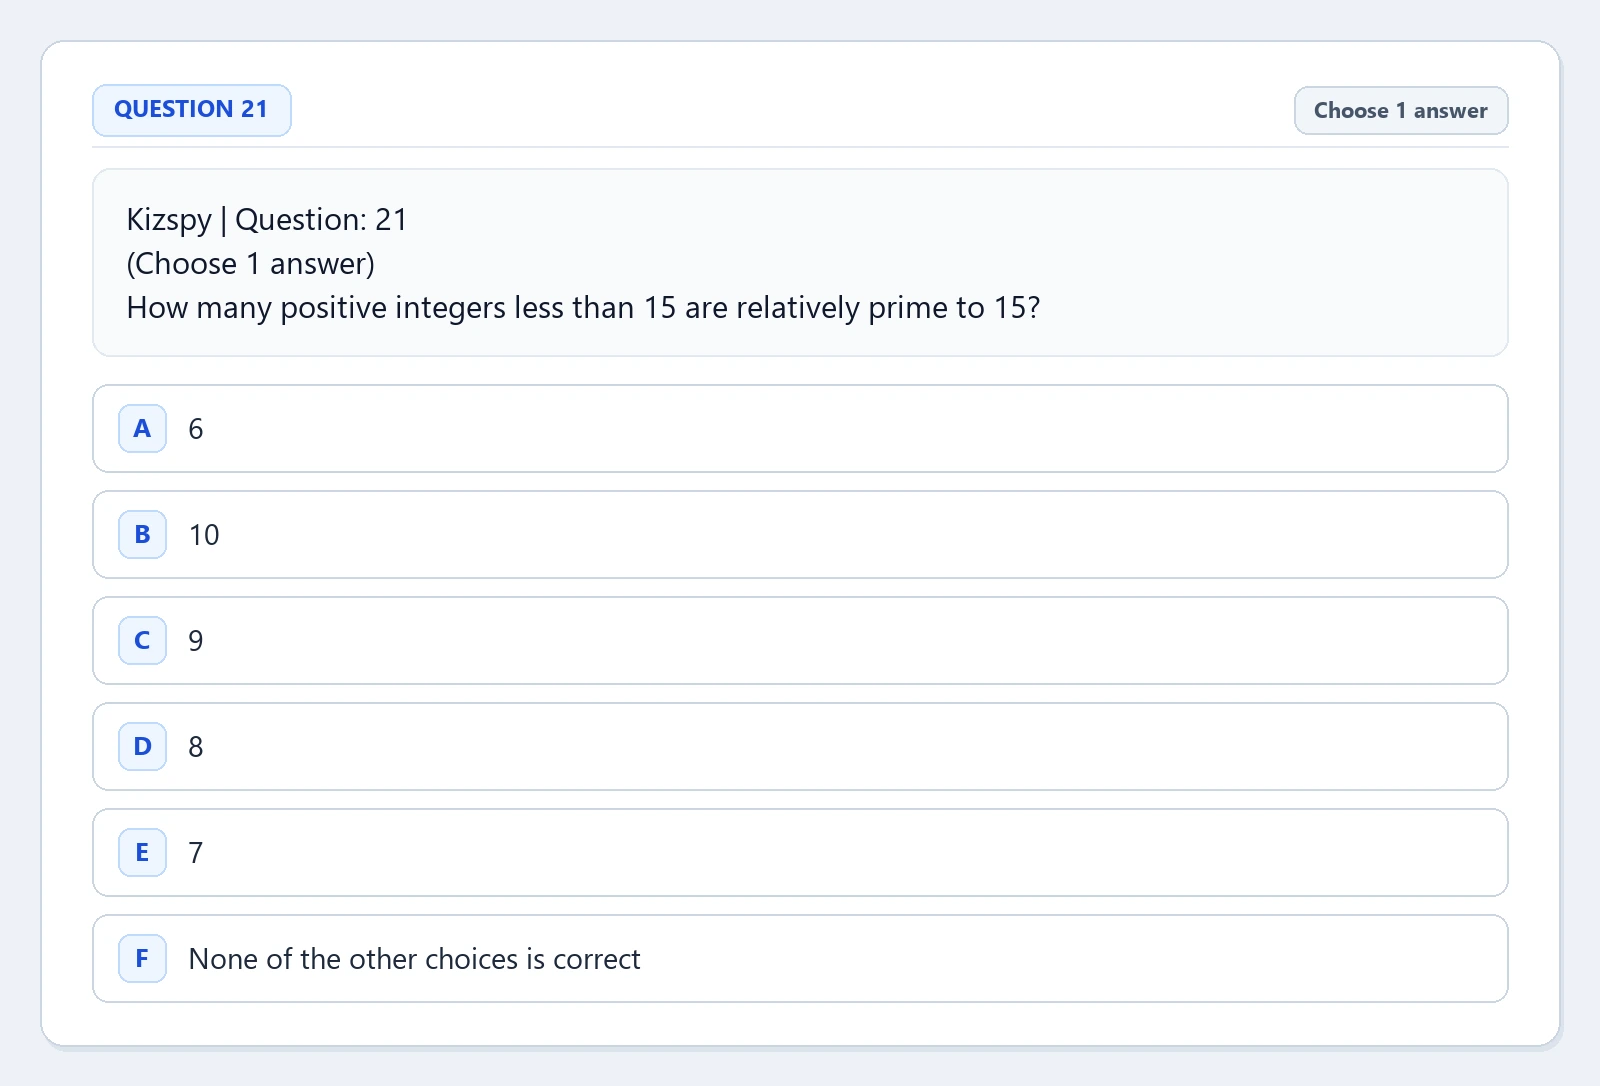 QUESTION 21
Choose 1 answer
Kizspy | Question: 21
(Choose 1 answer)
How many positive integers less than 15 are relatively prime to 15?
A 6
B 10
C 9
D 8
E 7
F None of the other choices is correct